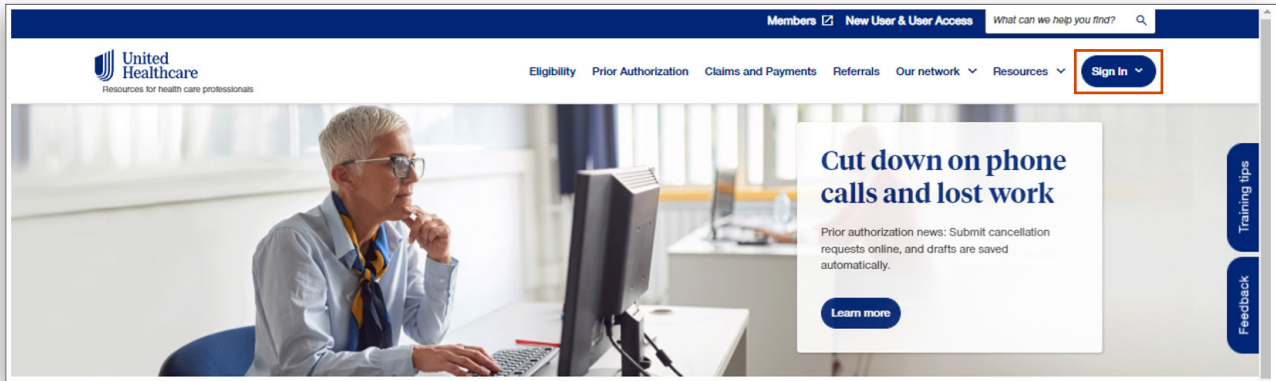 Members New User & User Access What can we help you find?
United
Healthcare
Resources for health care professionals
Eligibility Prior Authorization Claims and Payments Referrals Our network Resources Sign In
Cut down on phone
calls and lost work
Prior authorization news: Submit cancellation
requests online, and drafts are saved
automatically.
Learn more
Training tips
Feedback